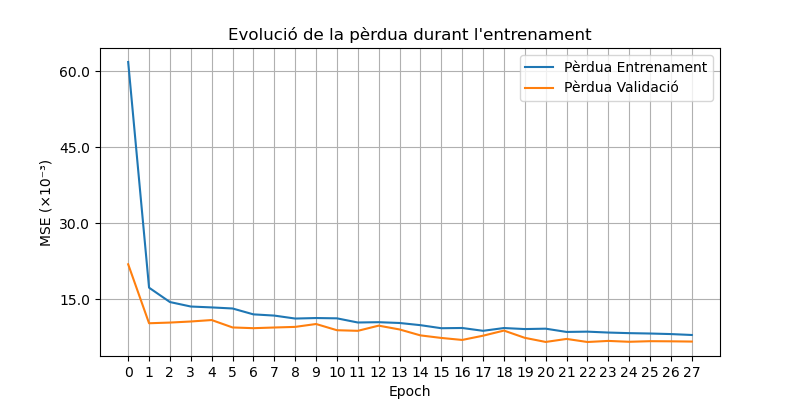 Evolució de la pèrdua durant l'entrenament
Pèrdua Entrenament
Pèrdua Validació
MSE (×10⁻³)
60.0
45.0
30.0
15.0
0 1 2 3 4 5 6 7 8 9 10 11 12 13 14 15 16 17 18 19 20 21 22 23 24 25 26 27
Epoch